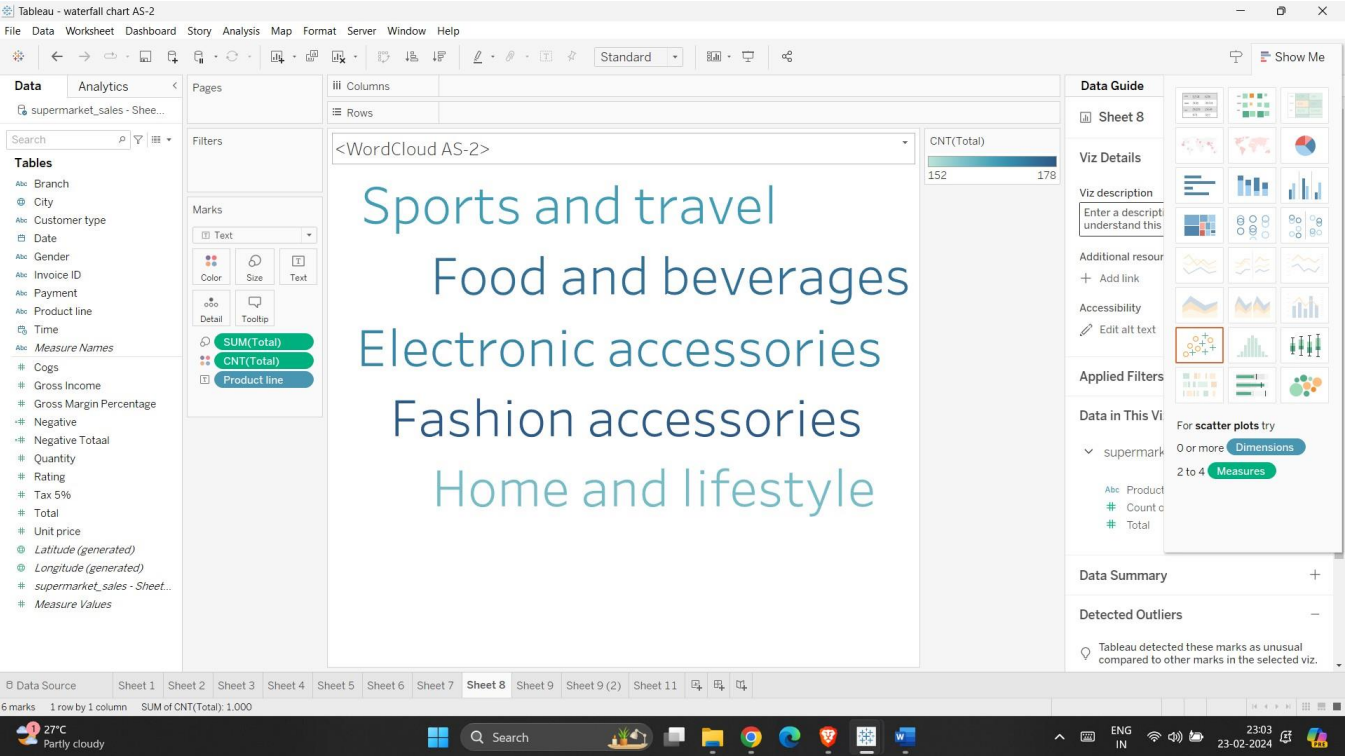 Tableau - waterfall chart AS-2
File Data Worksheet Dashboard Story Analysis Map Format Server Window Help
Standard
Show Me
Data Analytics
supermarket_sales - Shee...
Search
Tables
Abc Branch
City
Abc Customer type
Date
Abc Gender
Abc Invoice ID
Abc Payment
Abc Product line
Time
Abc Measure Names
# Cogs
# Gross Income
# Gross Margin Percentage
# Negative
# Negative Totaal
# Quantity
# Rating
# Tax 5%
# Total
# Unit price
Latitude (generated)
Longitude (generated)
# supermarket_sales - Sheet...
# Measure Values
Pages
Filters
Marks
Text
Color Size Text
Detail Tooltip
SUM(Total)
CNT(Total)
Product line
Columns
Rows
<WordCloud AS-2>
Sports and travel
Food and beverages
Electronic accessories
Fashion accessories
Home and lifestyle
CNT(Total)
152 178
Data Guide
Sheet 8
Viz Details
Viz description
Enter a descripti
understand this
Additional resour
+ Add link
Accessibility
Edit alt text
Applied Filters
Data in This Vi
supermark
Abc Product
# Count o
# Total
Data Summary +
Detected Outliers −
Tableau detected these marks as unusual
compared to other marks in the selected viz.
For scatter plots try
0 or more Dimensions
2 to 4 Measures
Data Source Sheet 1 Sheet 2 Sheet 3 Sheet 4 Sheet 5 Sheet 6 Sheet 7 Sheet 8 Sheet 9 Sheet 9 (2) Sheet 11
6 marks 1 row by 1 column SUM of CNT(Total): 1,000
1
27°C
Partly cloudy
Search
ENG
IN
23:03
23-02-2024
PRE